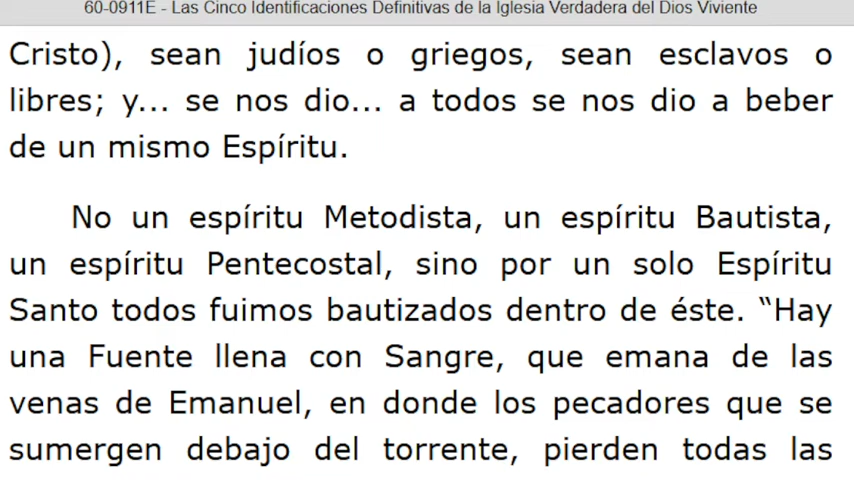 60-0911E - Las Cinco Identificaciones Definitivas de la Iglesia Verdadera del Dios Viviente
Cristo), sean judíos o griegos, sean esclavos o
libres; y... se nos dio... a todos se nos dio a beber
de un mismo Espíritu.
No un espíritu Metodista, un espíritu Bautista,
un espíritu Pentecostal, sino por un solo Espíritu
Santo todos fuimos bautizados dentro de éste. “Hay
una Fuente llena con Sangre, que emana de las
venas de Emanuel, en donde los pecadores que se
sumergen debajo del torrente, pierden todas las